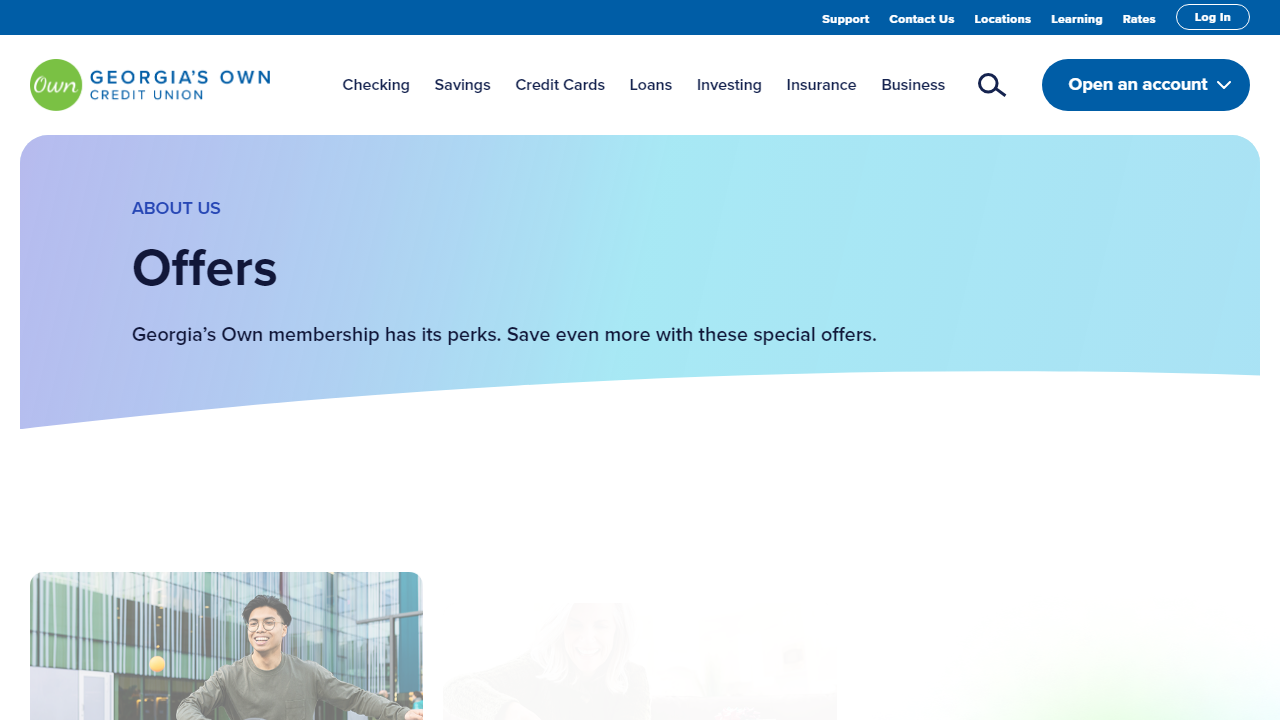 Support Contact Us Locations Learning Rates Log In
Own GEORGIA'S OWN
CREDIT UNION
Checking Savings Credit Cards Loans Investing Insurance Business Open an account
ABOUT US
Offers
Georgia’s Own membership has its perks. Save even more with these special offers.